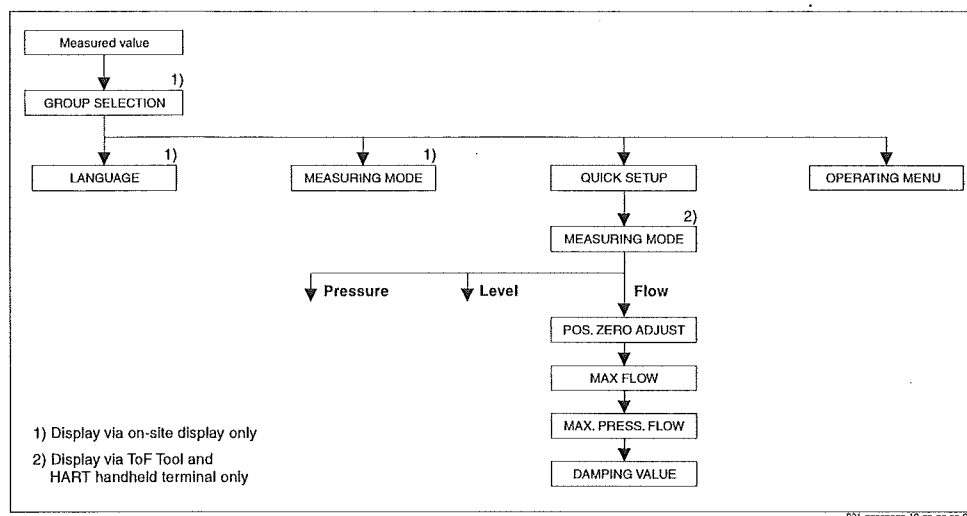 Measured value
1)
GROUP SELECTION
1)
1)
LANGUAGE
MEASURING MODE
QUICK SETUP
OPERATING MENU
2)
MEASURING MODE
Pressure
Level
Flow
POS. ZERO ADJUST
MAX FLOW
MAX. PRESS. FLOW
DAMPING VALUE
1) Display via on-site display only
2) Display via ToF Tool and
HART handheld terminal only